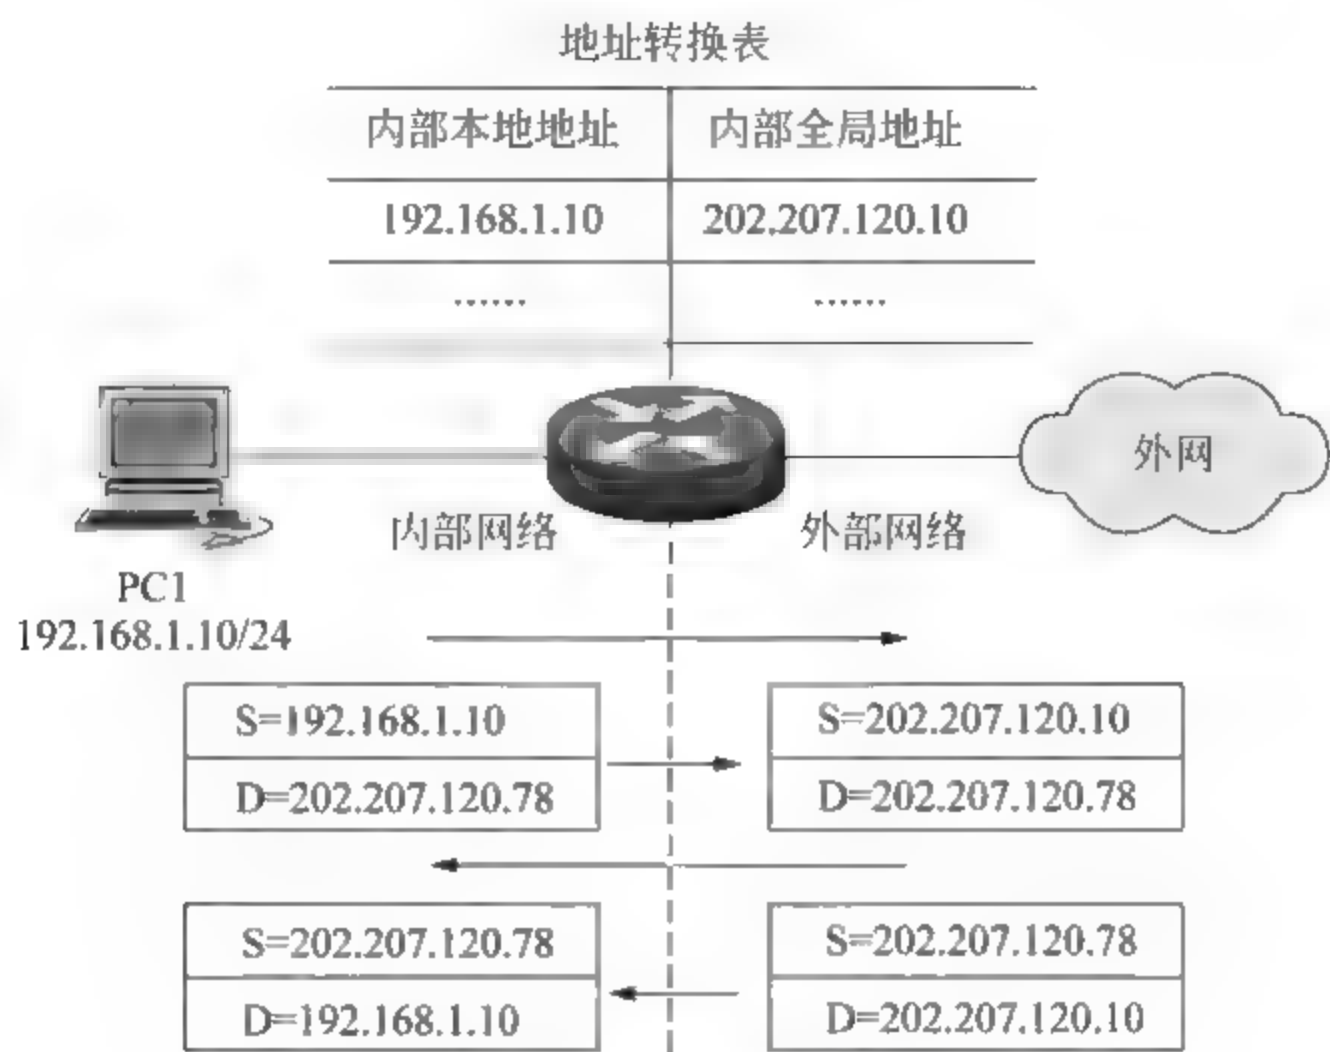 地址转换表
内部本地地址 内部全局地址
192.168.1.10 202.207.120.10
...... ......
外网
内部网络 外部网络
PC1
192.168.1.10/24
S=192.168.1.10 S=202.207.120.10
D=202.207.120.78 D=202.207.120.78
S=202.207.120.78 S=202.207.120.78
D=192.168.1.10 D=202.207.120.10